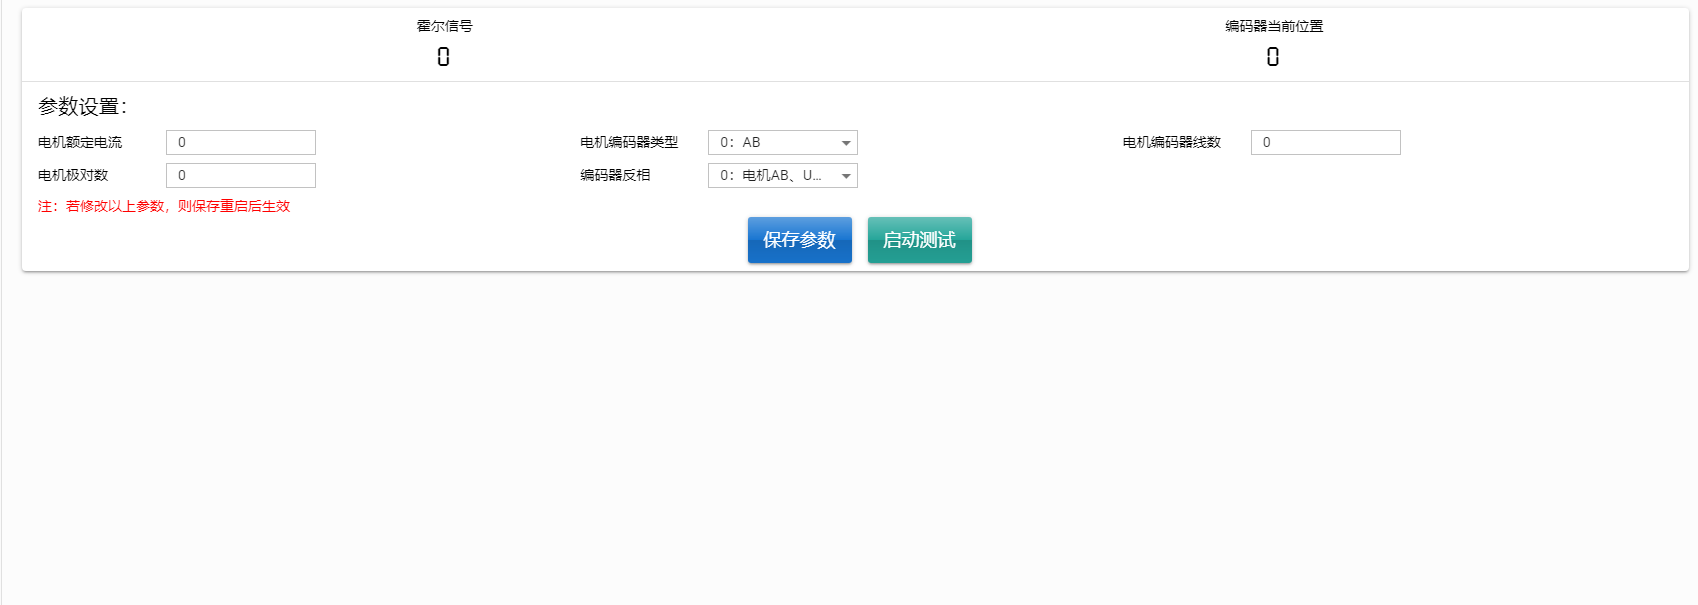 霍尔信号
编码器当前位置
0
0
参数设置：
电机额定电流
0
电机编码器类型
0：AB
电机编码器线数
0
电机极对数
0
编码器反相
0：电机AB、U...
注：若修改以上参数，则保存重启后生效
保存参数
启动测试